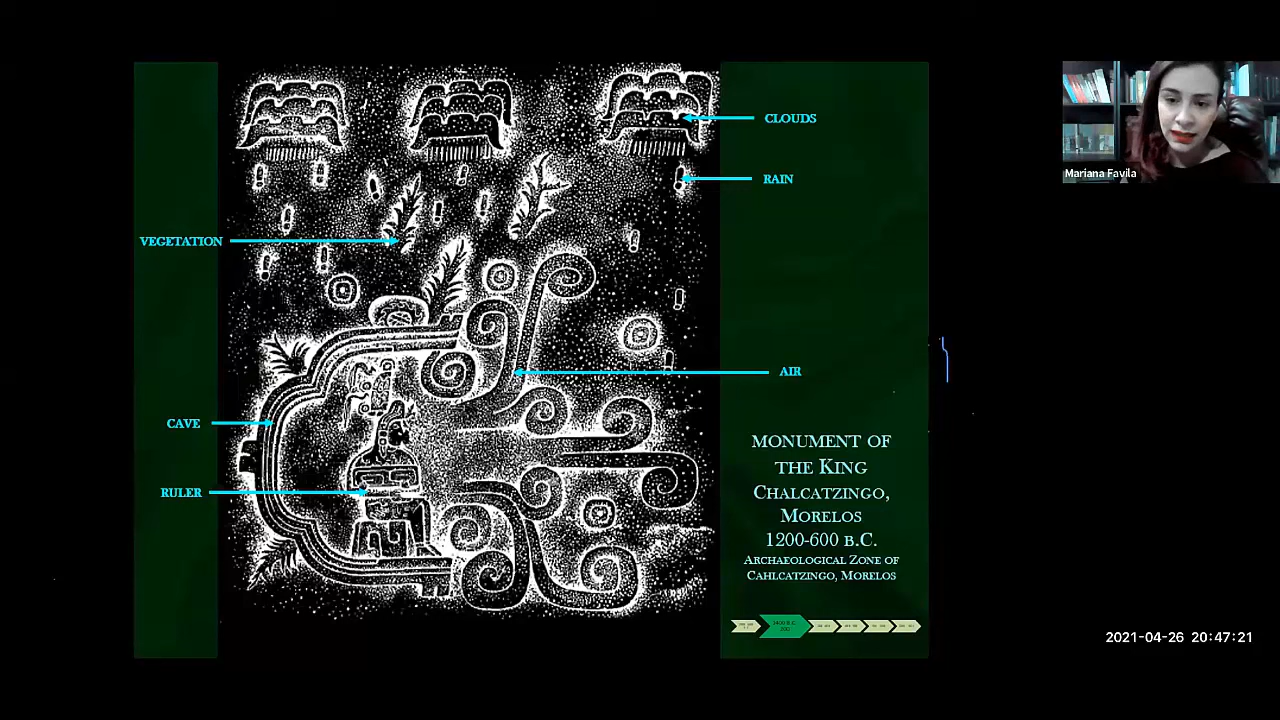 CLOUDS
RAIN
VEGETATION
AIR
CAVE
RULER
MONUMENT OF
THE KING
CHALCATZINGO,
MORELOS
1200-600 B.C.
ARCHAEOLOGICAL ZONE OF
CAHLCATZINGO, MORELOS
Mariana Favila
2021-04-26 20:47:21